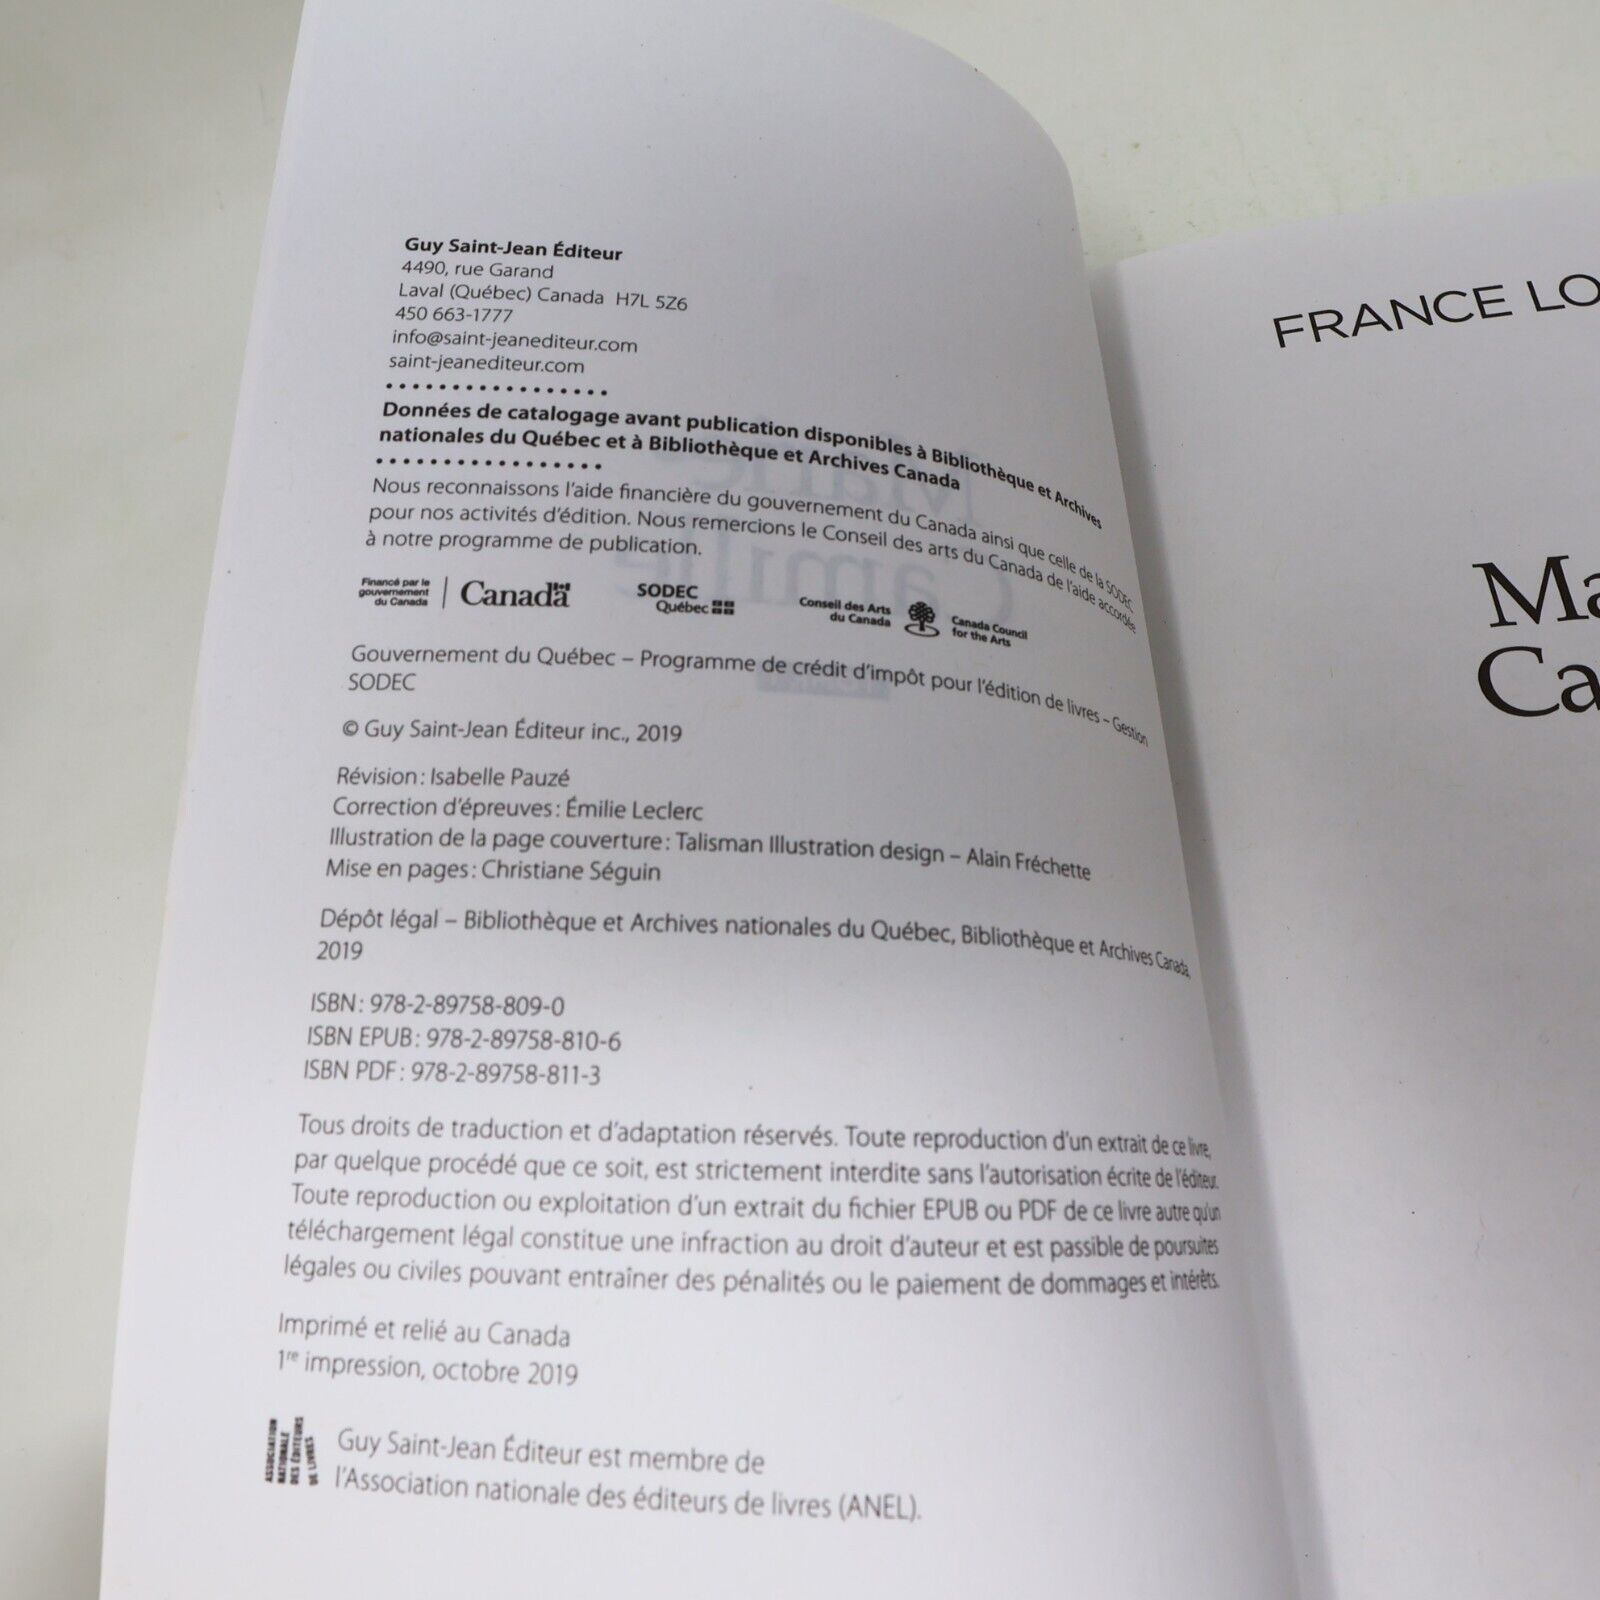 Guy Saint-Jean Éditeur
4490, rue Garand
Laval (Québec) Canada H7L 5Z6
450 663-1777
info@saint-jeanediteur.com
saint-jeanediteur.com
Données de catalogage avant publication disponibles à Bibliothèque et Archives
nationales du Québec et à Bibliothèque et Archives Canada
Nous reconnaissons l'aide financière du gouvernement du Canada ainsi que celle de la SODEC
pour nos activités d'édition. Nous remercions le Conseil des arts du Canada de l'aide accordée
à notre programme de publication.
Financé par le
gouvernement
du Canada
Canada
SODEC
Québec
Conseil des Arts
du Canada
Canada Council
for the Arts
Gouvernement du Québec – Programme de crédit d'impôt pour l'édition de livres – Gestion
SODEC
© Guy Saint-Jean Éditeur inc., 2019
Révision : Isabelle Pauzé
Correction d'épreuves : Émilie Leclerc
Illustration de la page couverture : Talisman Illustration design – Alain Fréchette
Mise en pages : Christiane Séguin
Dépôt légal – Bibliothèque et Archives nationales du Québec, Bibliothèque et Archives Canada,
2019
ISBN : 978-2-89758-809-0
ISBN EPUB : 978-2-89758-810-6
ISBN PDF : 978-2-89758-811-3
Tous droits de traduction et d'adaptation réservés. Toute reproduction d'un extrait de ce livre,
par quelque procédé que ce soit, est strictement interdite sans l'autorisation écrite de l'éditeur.
Toute reproduction ou exploitation d'un extrait du fichier EPUB ou PDF de ce livre autre qu'un
téléchargement légal constitue une infraction au droit d'auteur et est passible de poursuites
légales ou civiles pouvant entraîner des pénalités ou le paiement de dommages et intérêts.
Imprimé et relié au Canada
1re impression, octobre 2019
ASSOCIATION
NATIONALE
DES ÉDITEURS
DE LIVRES
Guy Saint-Jean Éditeur est membre de
l'Association nationale des éditeurs de livres (ANEL).
FRANCE LO
Ma
Ca